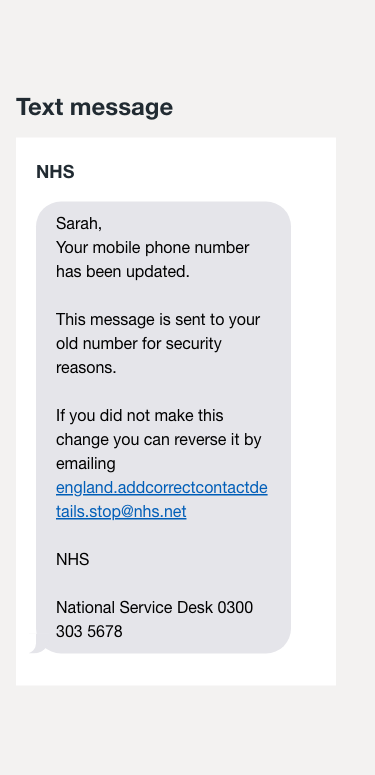 Text message
NHS
Sarah,
Your mobile phone number
has been updated.
This message is sent to your
old number for security
reasons.
If you did not make this
change you can reverse it by
emailing
england.addcorrectcontactde
tails.stop@nhs.net
NHS
National Service Desk 0300
303 5678